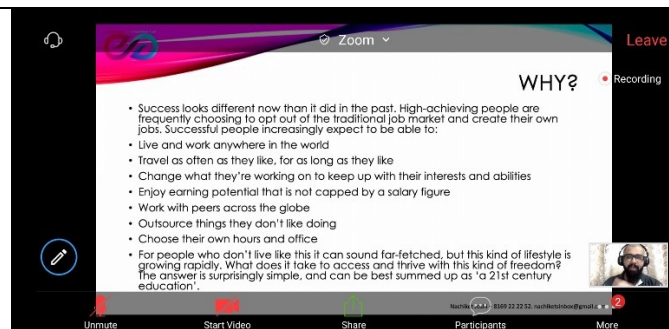 Zoom
Leave
Recording
WHY?
• Success looks different now than it did in the past. High-achieving people are
frequently choosing to opt out of the traditional job market and create their own
jobs. Successful people increasingly expect to be able to:
• Live and work anywhere in the world
• Travel as often as they like, for as long as they like
• Change what they're working on to keep up with their interests and abilities
• Enjoy earning potential that is not capped by a salary figure
• Work with peers across the globe
• Outsource things they don't like doing
• Choose their own hours and office
• For people who don't live like this it can sound far-fetched, but this kind of lifestyle is
growing rapidly. What does it take to access and thrive with this kind of freedom?
The answer is surprisingly simple, and can be best summed up as 'a 21st century
education'.
8169 22 22 52.
2
Unmute Start Video Share Participants More